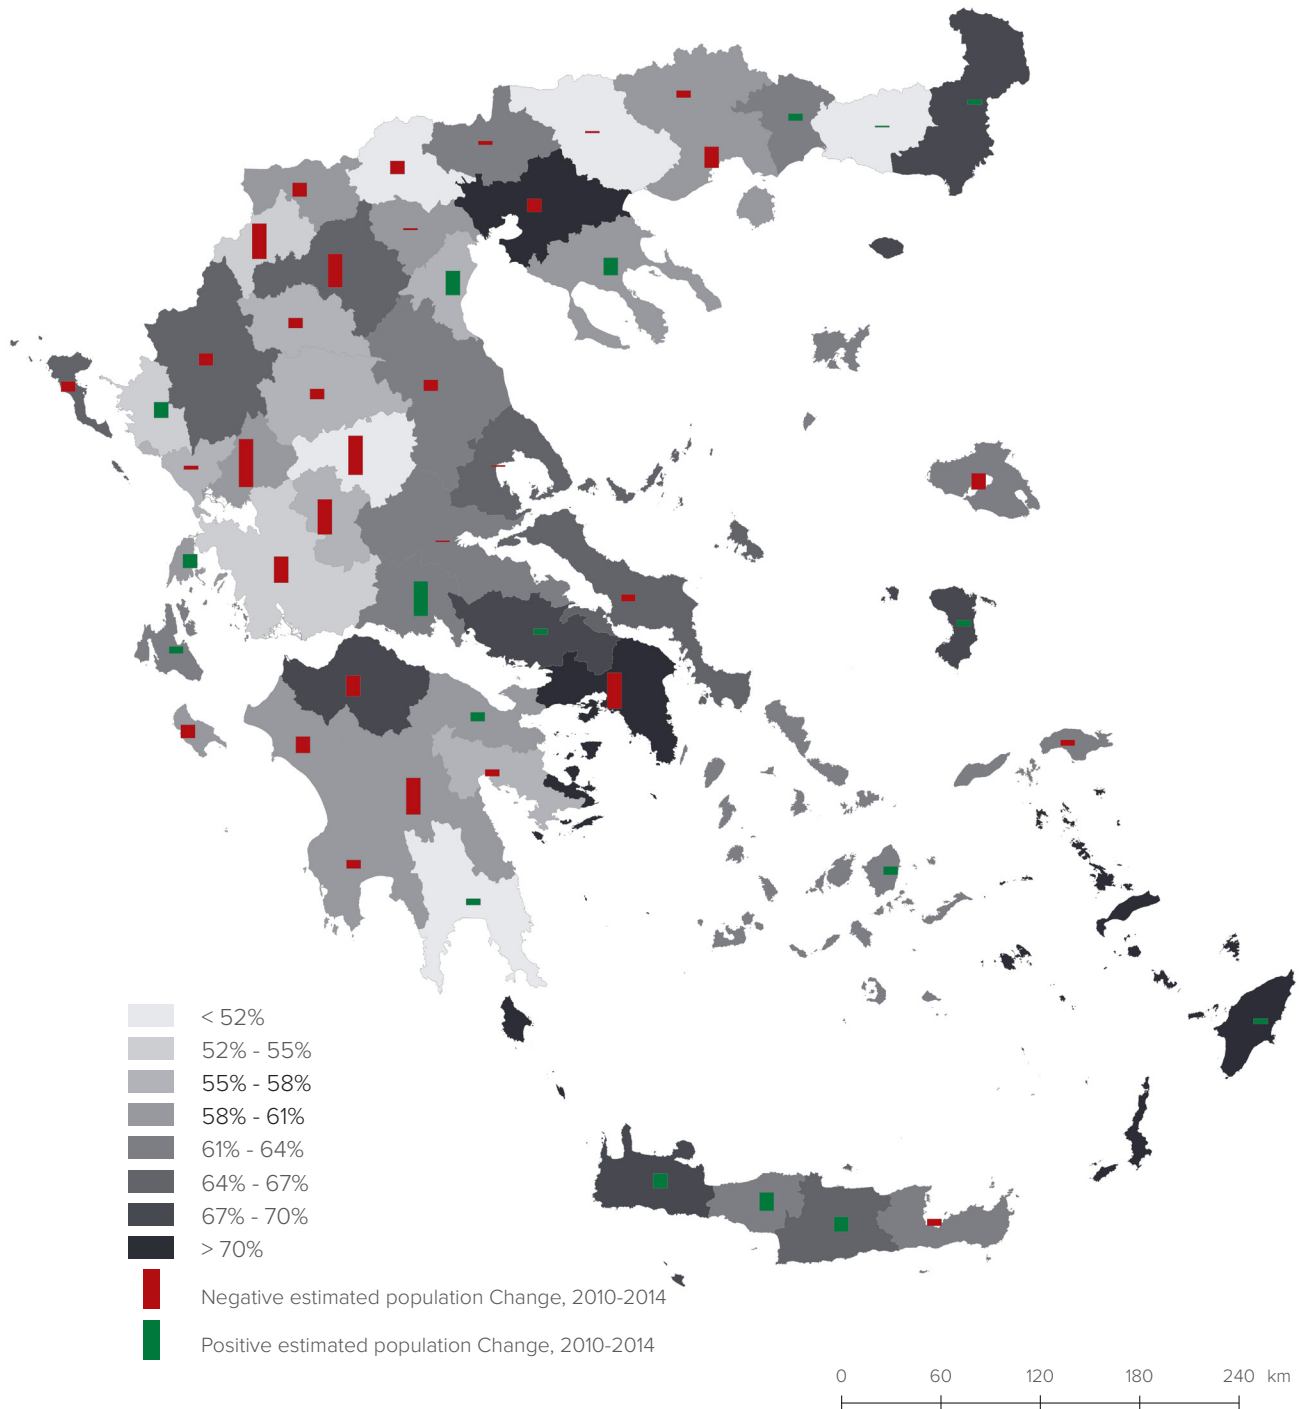 < 52%
52% - 55%
55% - 58%
58% - 61%
61% - 64%
64% - 67%
67% - 70%
> 70%
Negative estimated population Change, 2010-2014
Positive estimated population Change, 2010-2014
0 60 120 180 240 km